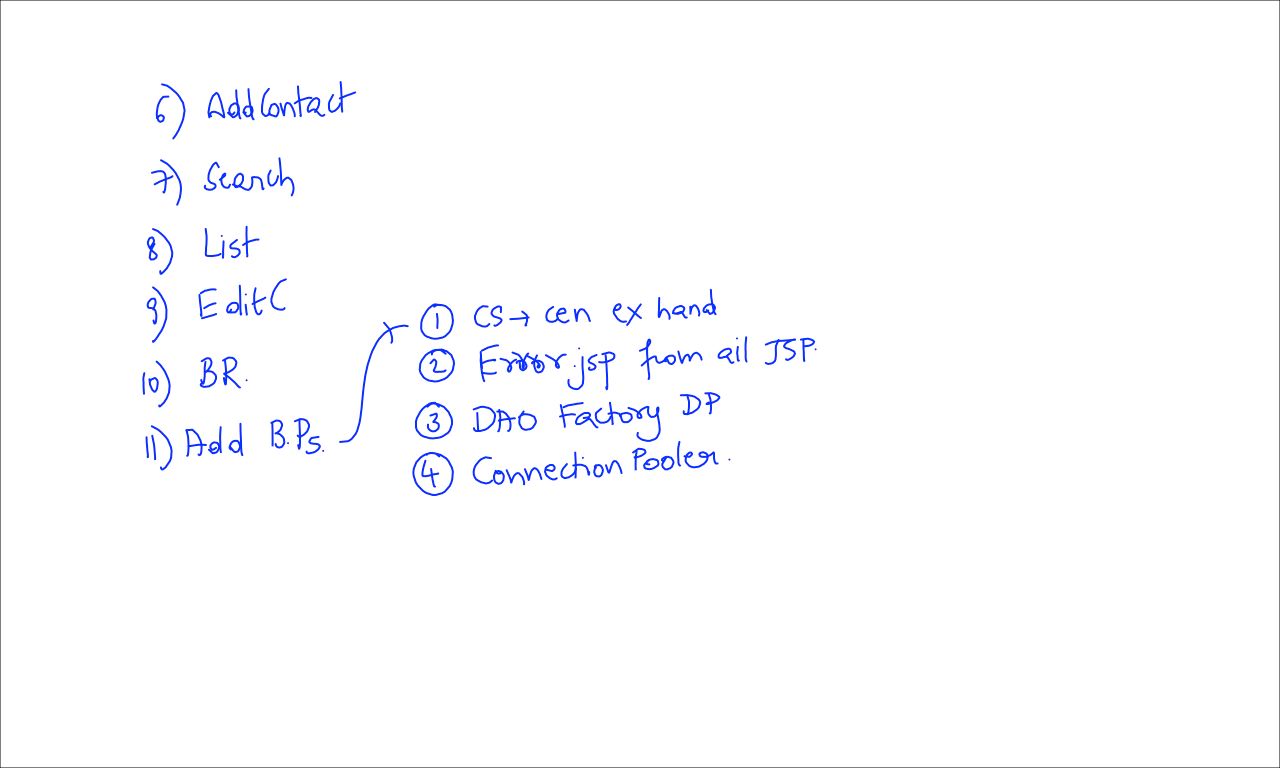 6) AddContact
7) Search
8) List
9) EditC
10) BR.
11) Add B.Ps.
① CS→ cen ex hand
② Error.jsp from all JSP.
③ DAO Factory DP
④ Connection Pooler.